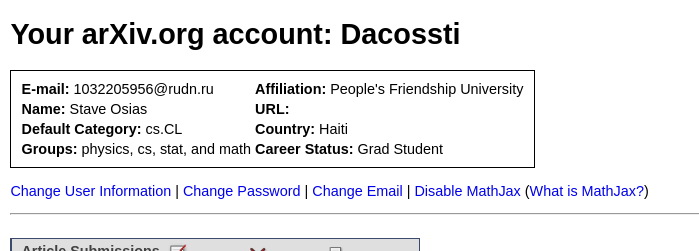 Your arXiv.org account: Dacossti
E-mail: 1032205956@rudn.ru Affiliation: People's Friendship University
Name: Stave Osias URL:
Default Category: cs.CL Country: Haiti
Groups: physics, cs, stat, and math Career Status: Grad Student
Change User Information | Change Password | Change Email | Disable MathJax (What is MathJax?)
Article Submissions